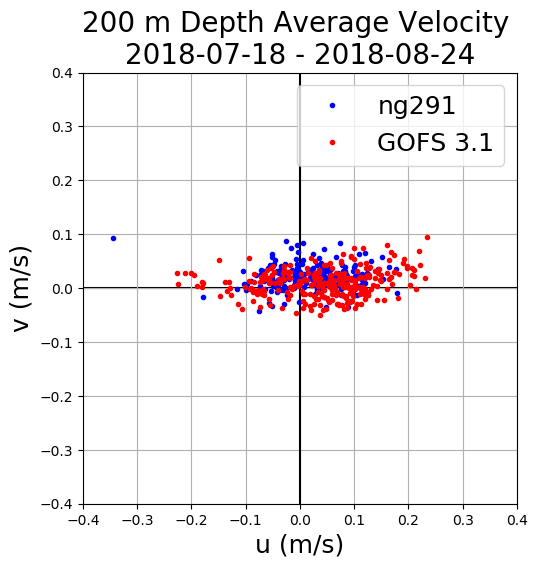 200 m Depth Average Velocity
2018-07-18 - 2018-08-24
ng291
GOFS 3.1
v (m/s)
0.4
0.3
0.2
0.1
0.0
−0.1
−0.2
−0.3
−0.4
−0.4 −0.3 −0.2 −0.1 0.0 0.1 0.2 0.3 0.4
u (m/s)